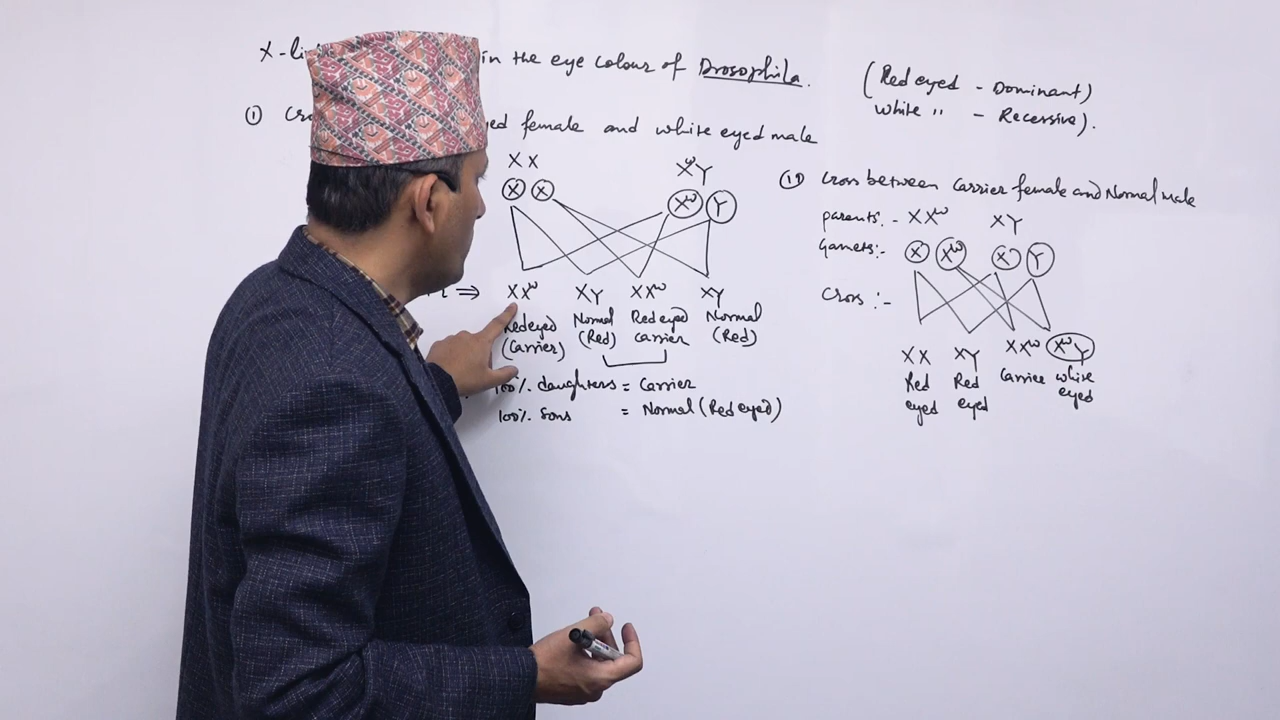 X-li in the eye colour of Drosophila.
(Red eyed - Dominant)
White " - Recessive).
① Cro ed female and white eyed male
XX XʷY
X X Xʷ Y
⇒ XXʷ XY XXʷ XY
Red eyed Normal Red eyed Normal
(Carrier) (Red) carrier (Red)
100% daughters = Carrier
100% Sons = Normal (Red eyed)
⑪ Cross between Carrier female and Normal male
parents:- XXʷ XY
Gamets:- X Xʷ X Y
Cross:-
XX XY XXʷ XʷY
Red Red Carrier white
eyed eyed eyed